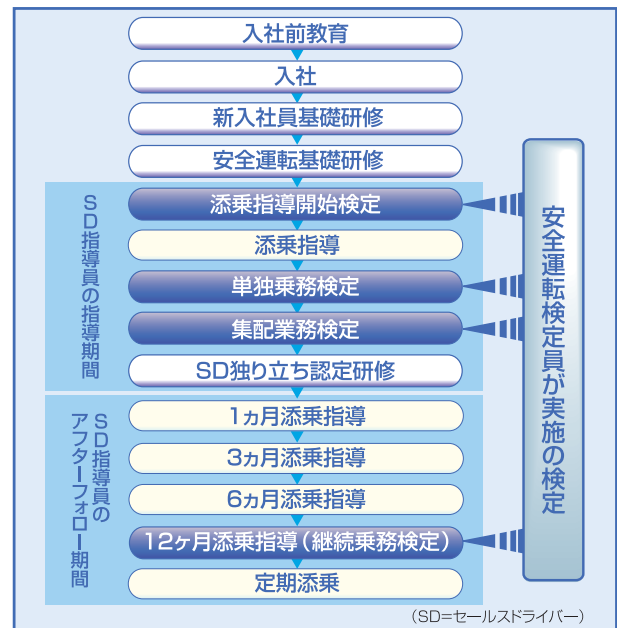 入社前教育
入社
新入社員基礎研修
安全運転基礎研修
SD指導員の指導期間
添乗指導開始検定
添乗指導
単独乗務検定
集配業務検定
SD独り立ち認定研修
SD指導員の
アフターフォロー期間
1ヵ月添乗指導
3ヵ月添乗指導
6ヵ月添乗指導
12ヶ月添乗指導（継続乗務検定）
定期添乗
安全運転検定員が実施の検定
（SD=セールスドライバー）